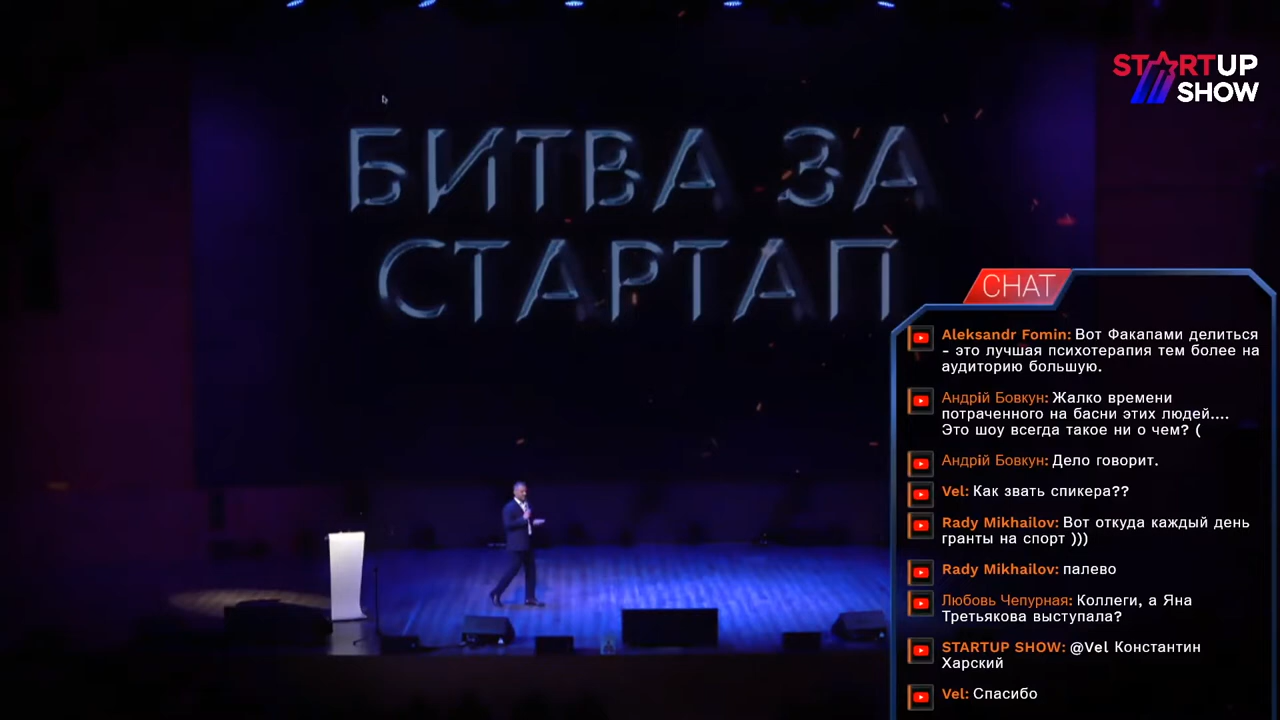 STARTUP
SHOW
БИТВА ЗА
СТАРТАП
CHAT
Aleksandr Fomin: Вот Факапами делиться
- это лучшая психотерапия тем более на
аудиторию большую.
Андрій Бовкун: Жалко времени
потраченного на басни этих людей....
Это шоу всегда такое ни о чем? (
Андрій Бовкун: Дело говорит.
Vel: Как звать спикера??
Rady Mikhailov: Вот откуда каждый день
гранты на спорт )))
Rady Mikhailov: палево
Любовь Чепурная: Коллеги, а Яна
Третьякова выступала?
STARTUP SHOW: @Vel Константин
Харский
Vel: Спасибо